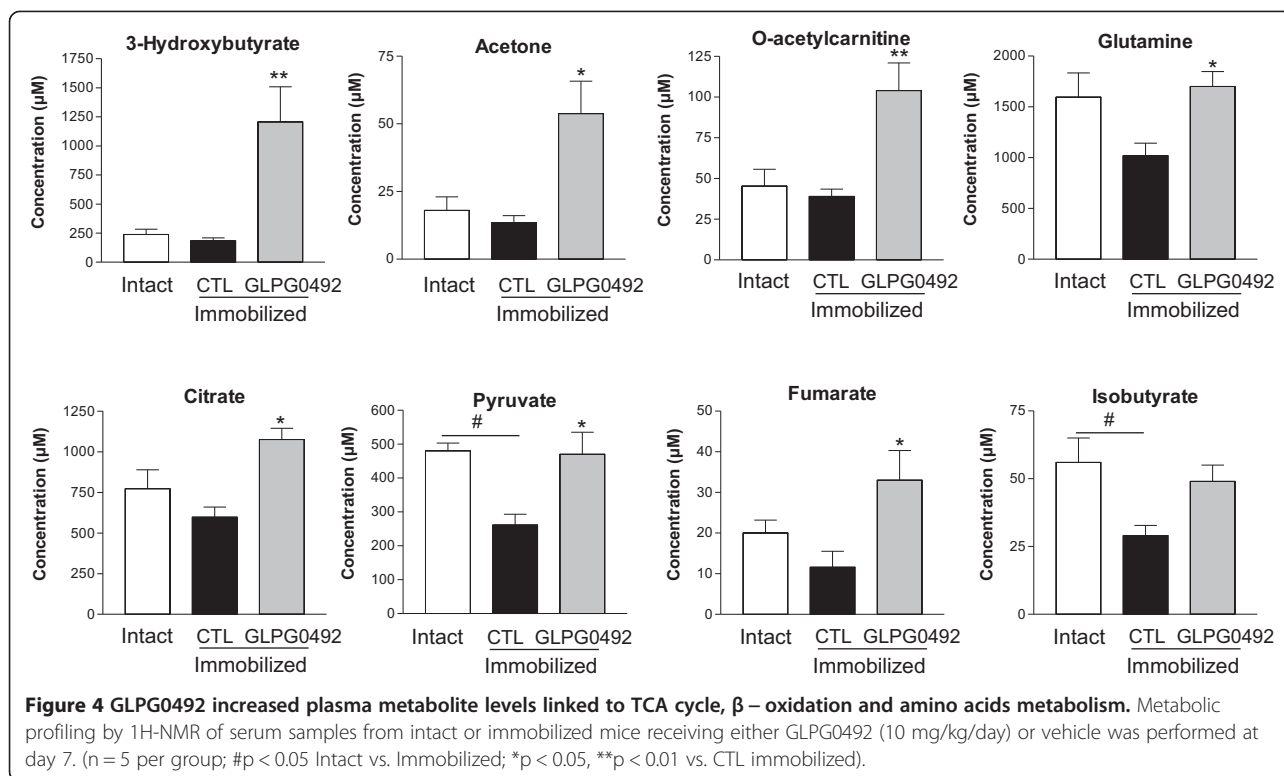 3-Hydroxybutyrate
Concentration (µM)
1750
1500
1250
1000
750
500
250
0
**
Intact CTL GLPG0492
Immobilized
Acetone
Concentration (µM)
75
50
25
0
*
Intact CTL GLPG0492
Immobilized
O-acetylcarnitine
Concentration (µM)
125
100
75
50
25
0
**
Intact CTL GLPG0492
Immobilized
Glutamine
Concentration (µM)
2000
1500
1000
500
0
*
Intact CTL GLPG0492
Immobilized
Citrate
Concentration (µM)
1250
1000
750
500
250
0
*
Intact CTL GLPG0492
Immobilized
Pyruvate
Concentration (µM)
600
500
400
300
200
100
0
#
*
Intact CTL GLPG0492
Immobilized
Fumarate
Concentration (µM)
50
40
30
20
10
0
*
Intact CTL GLPG0492
Immobilized
Isobutyrate
Concentration (µM)
75
50
25
0
#
Intact CTL GLPG0492
Immobilized
Figure 4 GLPG0492 increased plasma metabolite levels linked to TCA cycle, β – oxidation and amino acids metabolism. Metabolic
profiling by 1H-NMR of serum samples from intact or immobilized mice receiving either GLPG0492 (10 mg/kg/day) or vehicle was performed at
day 7. (n = 5 per group; #p < 0.05 Intact vs. Immobilized; *p < 0.05, **p < 0.01 vs. CTL immobilized).